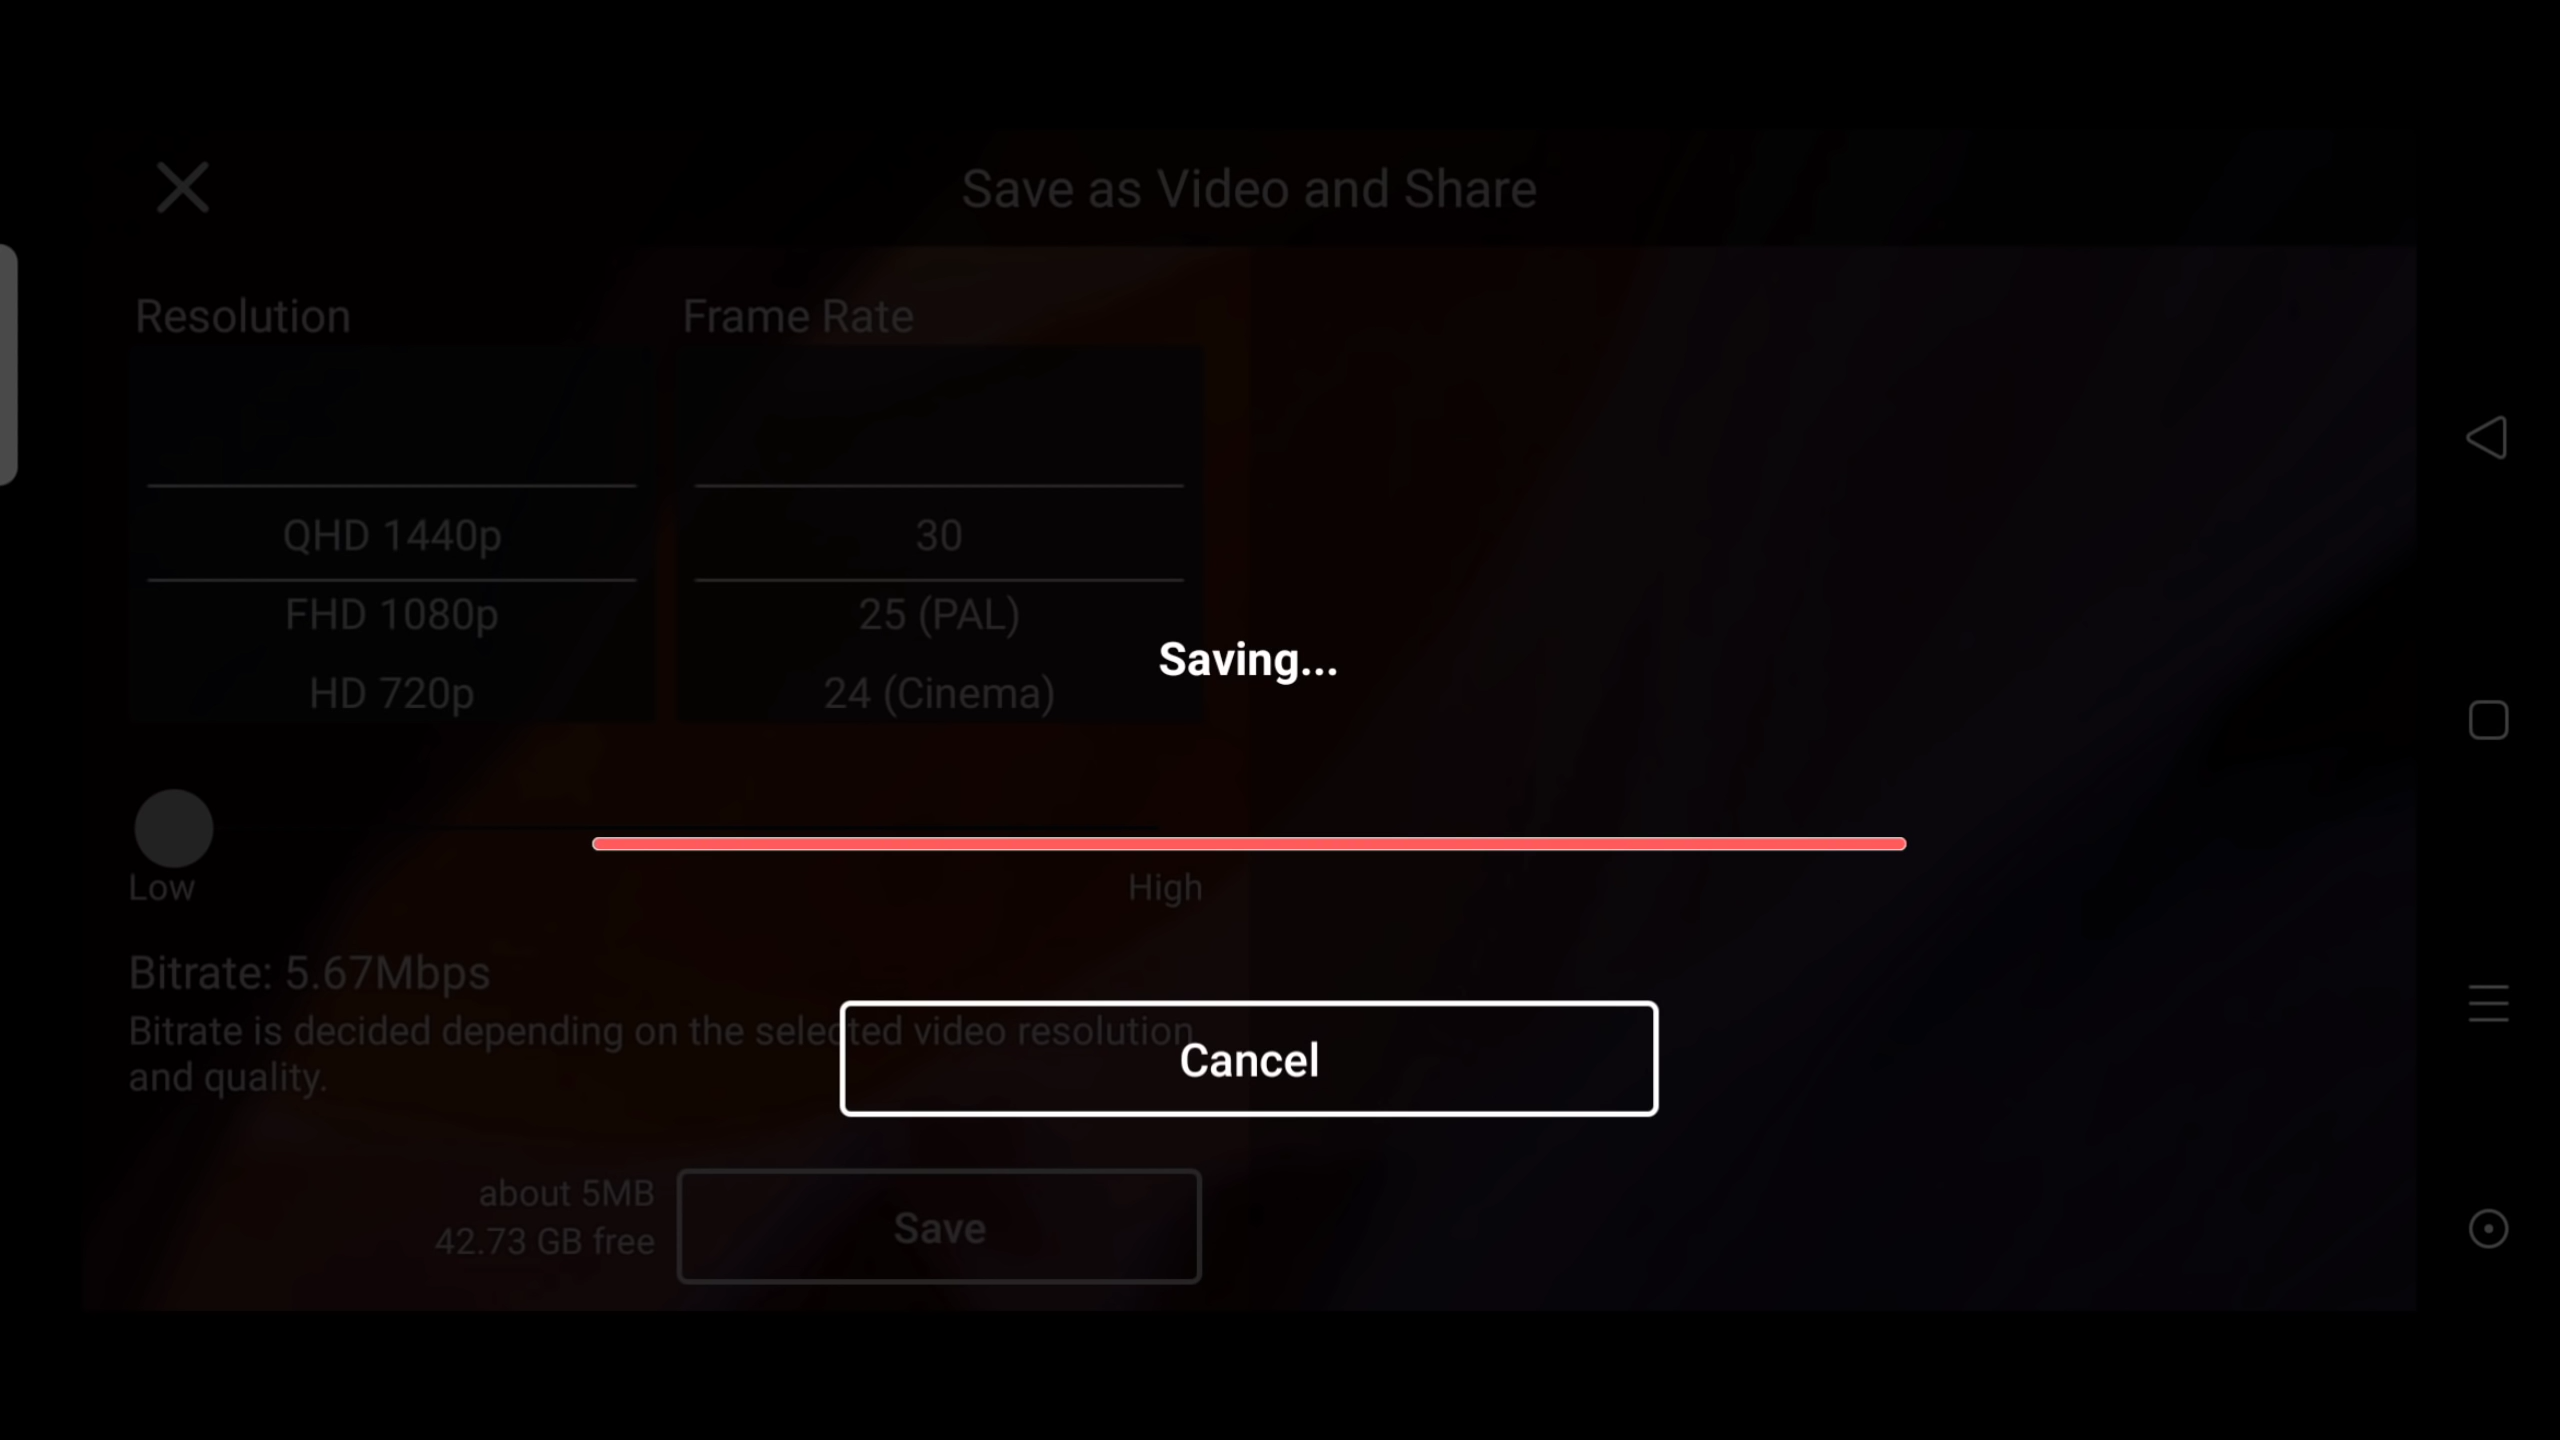 Save as Video and Share
Resolution
Frame Rate
QHD 1440p
30
FHD 1080p
25 (PAL)
HD 720p
24 (Cinema)
Saving...
Low
High
Bitrate: 5.67Mbps
Bitrate is decided depending on the selected video resolution
and quality.
Cancel
about 5MB
42.73 GB free
Save